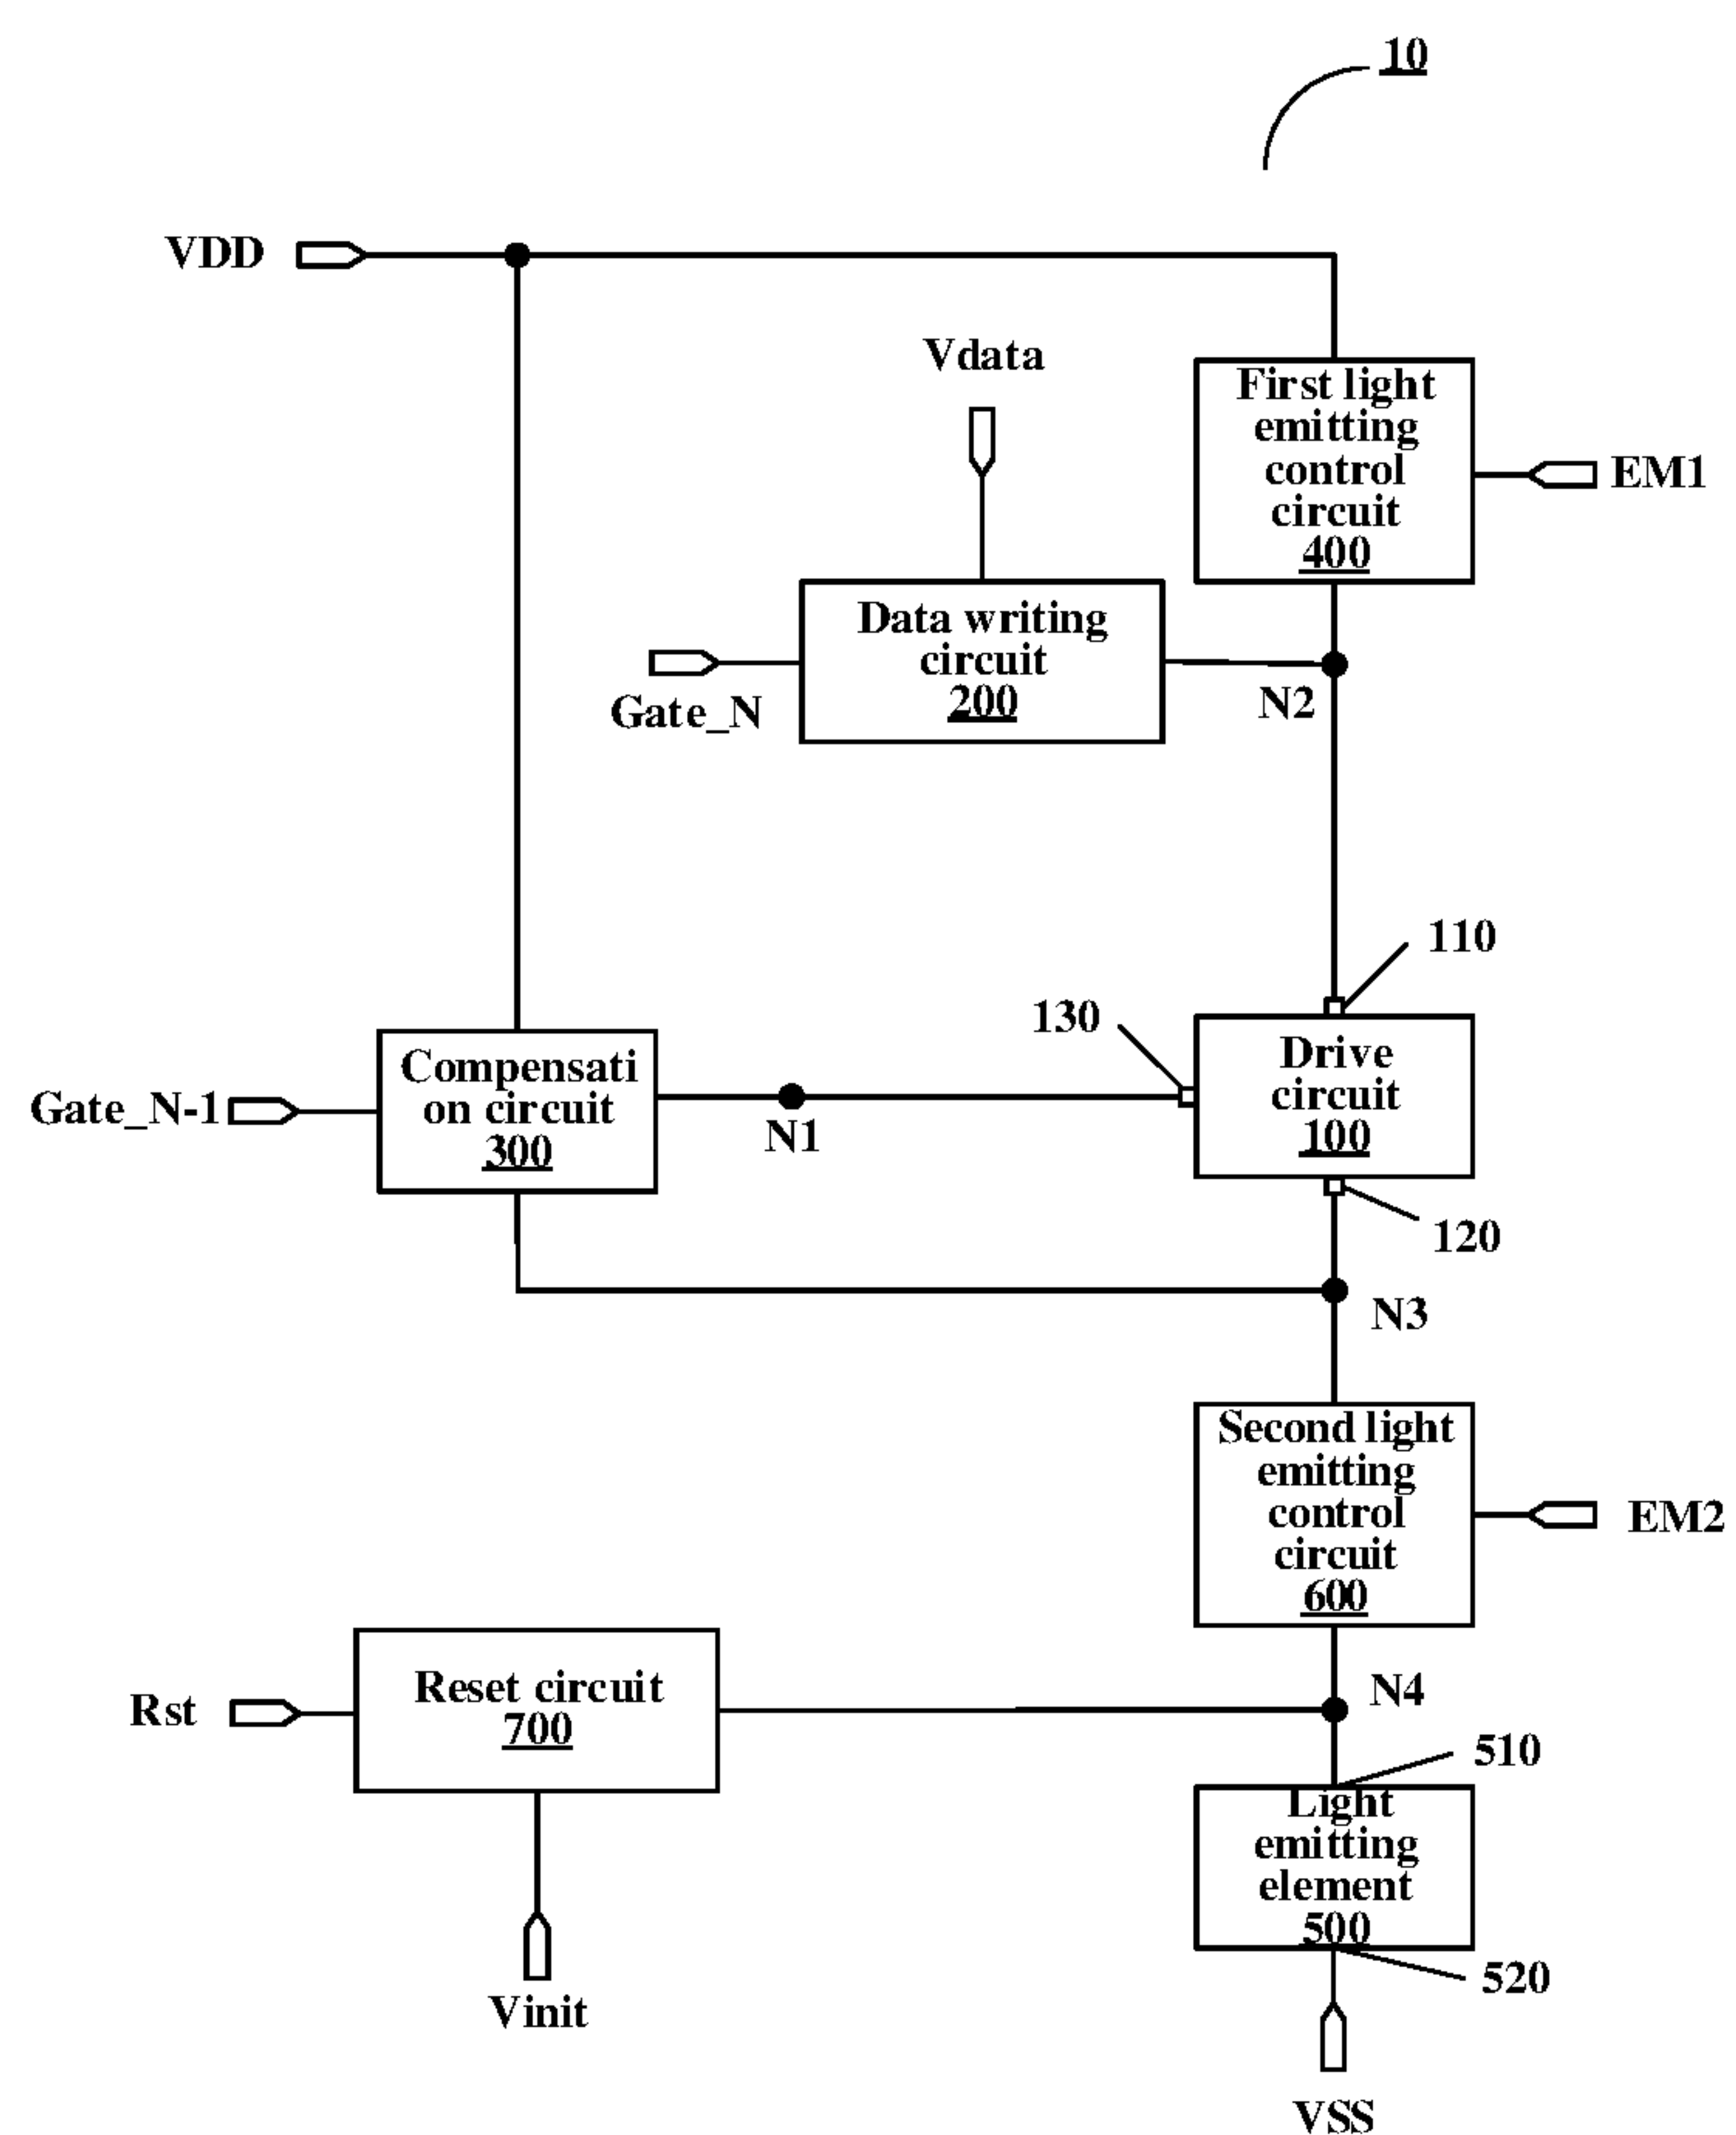 10
VDD
Vdata
First light
emitting
control
circuit
400
EM1
Data writing
circuit
200
Gate_N
N2
110
130
Drive
circuit
100
Compensati
on circuit
300
Gate_N-1
N1
120
N3
Second light
emitting
control
circuit
600
EM2
Reset circuit
700
Rst
N4
510
Light
emitting
element
500
520
Vinit
VSS